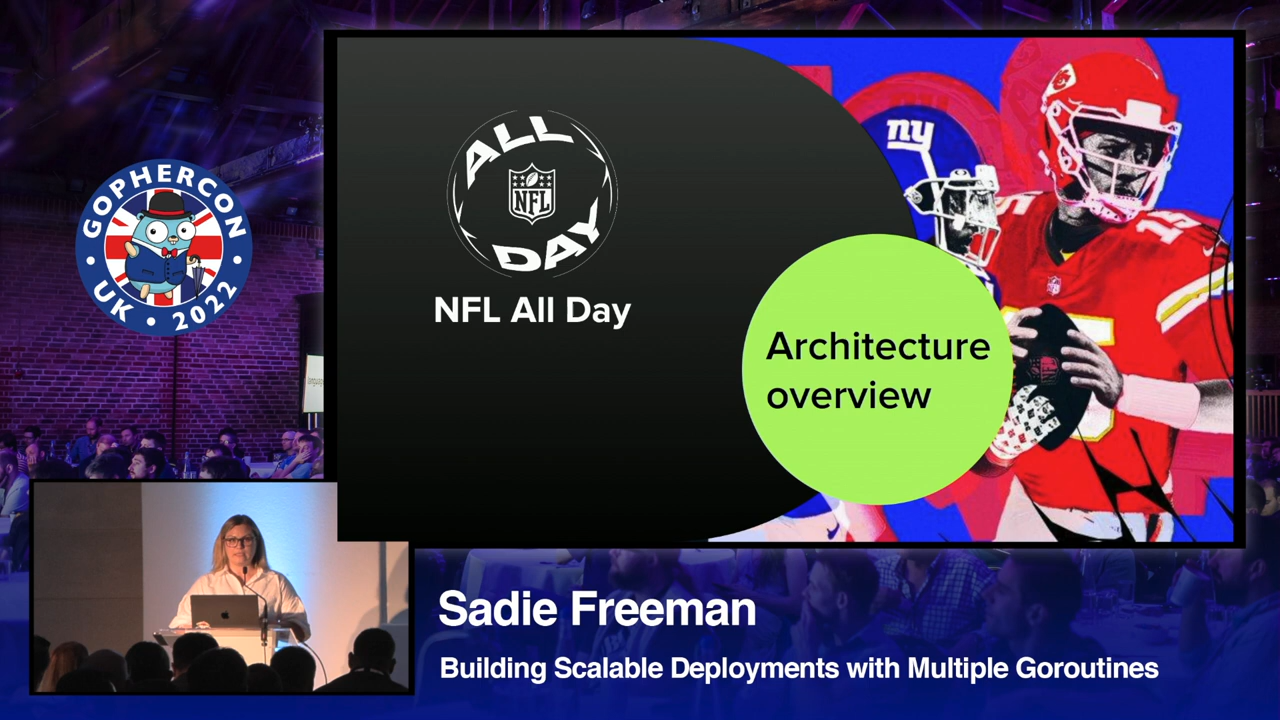 GOPHERCON
UK • 2022
ALL
NFL
DAY
NFL All Day
ny
15
Architecture
overview
Sadie Freeman
Building Scalable Deployments with Multiple Goroutines